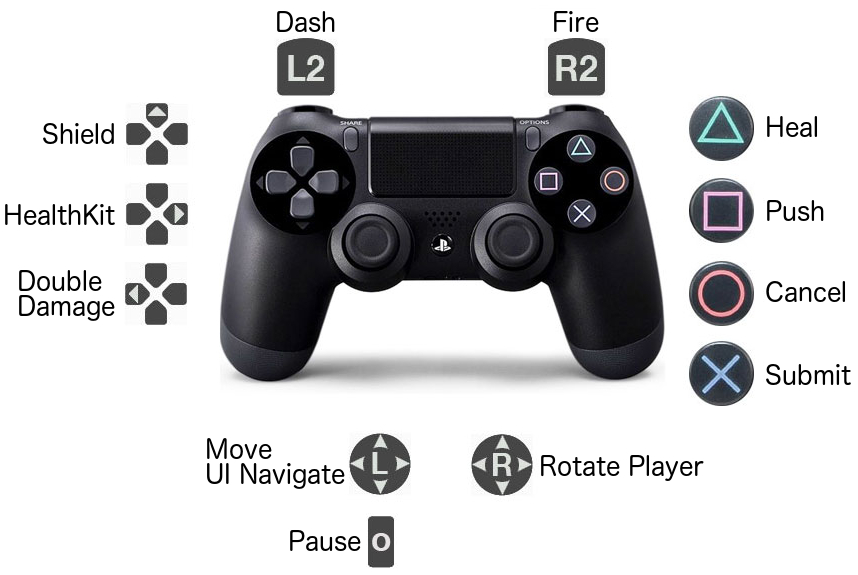 Dash
Fire
L2
R2
SHARE
OPTIONS
Shield
Heal
HealthKit
Push
Double
Damage
Cancel
Submit
Move
UI Navigate
L
R
Rotate Player
Pause
O